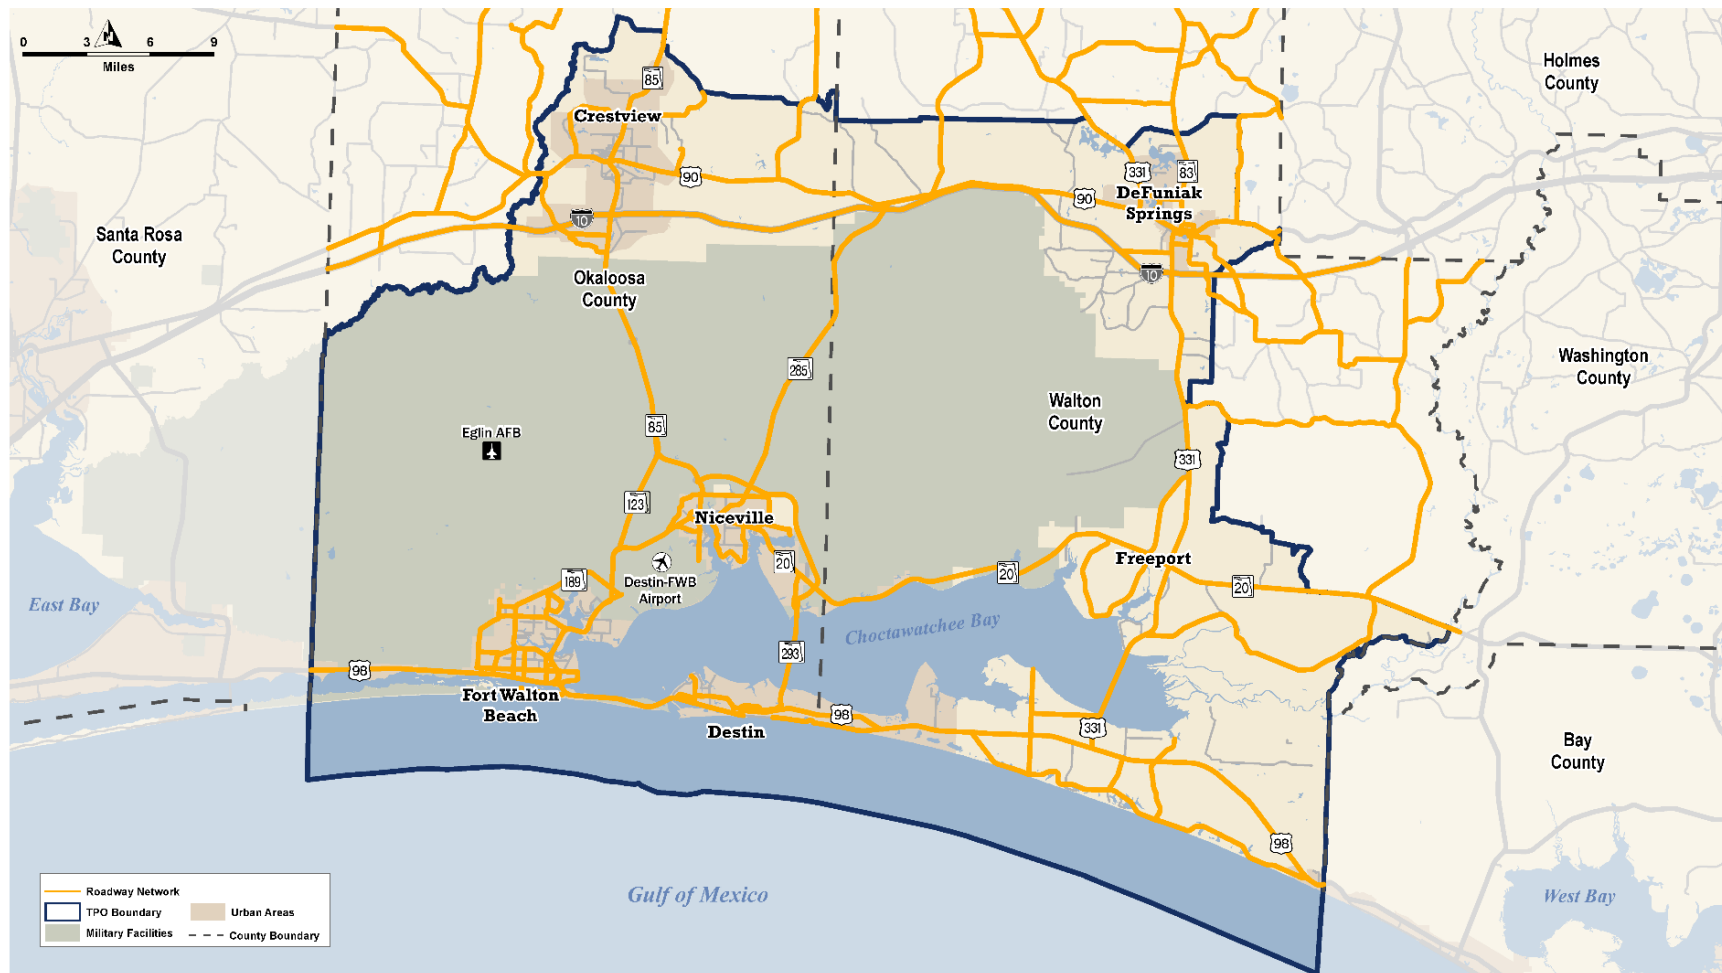 0 3 6 9
N
Miles
Holmes
County
85
Crestview
90
331
83
90
DeFuniak
Springs
10
Santa Rosa
County
10
Okaloosa
County
Washington
County
285
Walton
County
85
Eglin AFB
331
123
Niceville
20
Freeport
20
20
189
Destin-FWB
Airport
East Bay
Choctawatchee Bay
293
98
Fort Walton
Beach
98
331
Destin
Bay
County
98
Gulf of Mexico
West Bay
Roadway Network
TPO Boundary
Urban Areas
Military Facilities
County Boundary